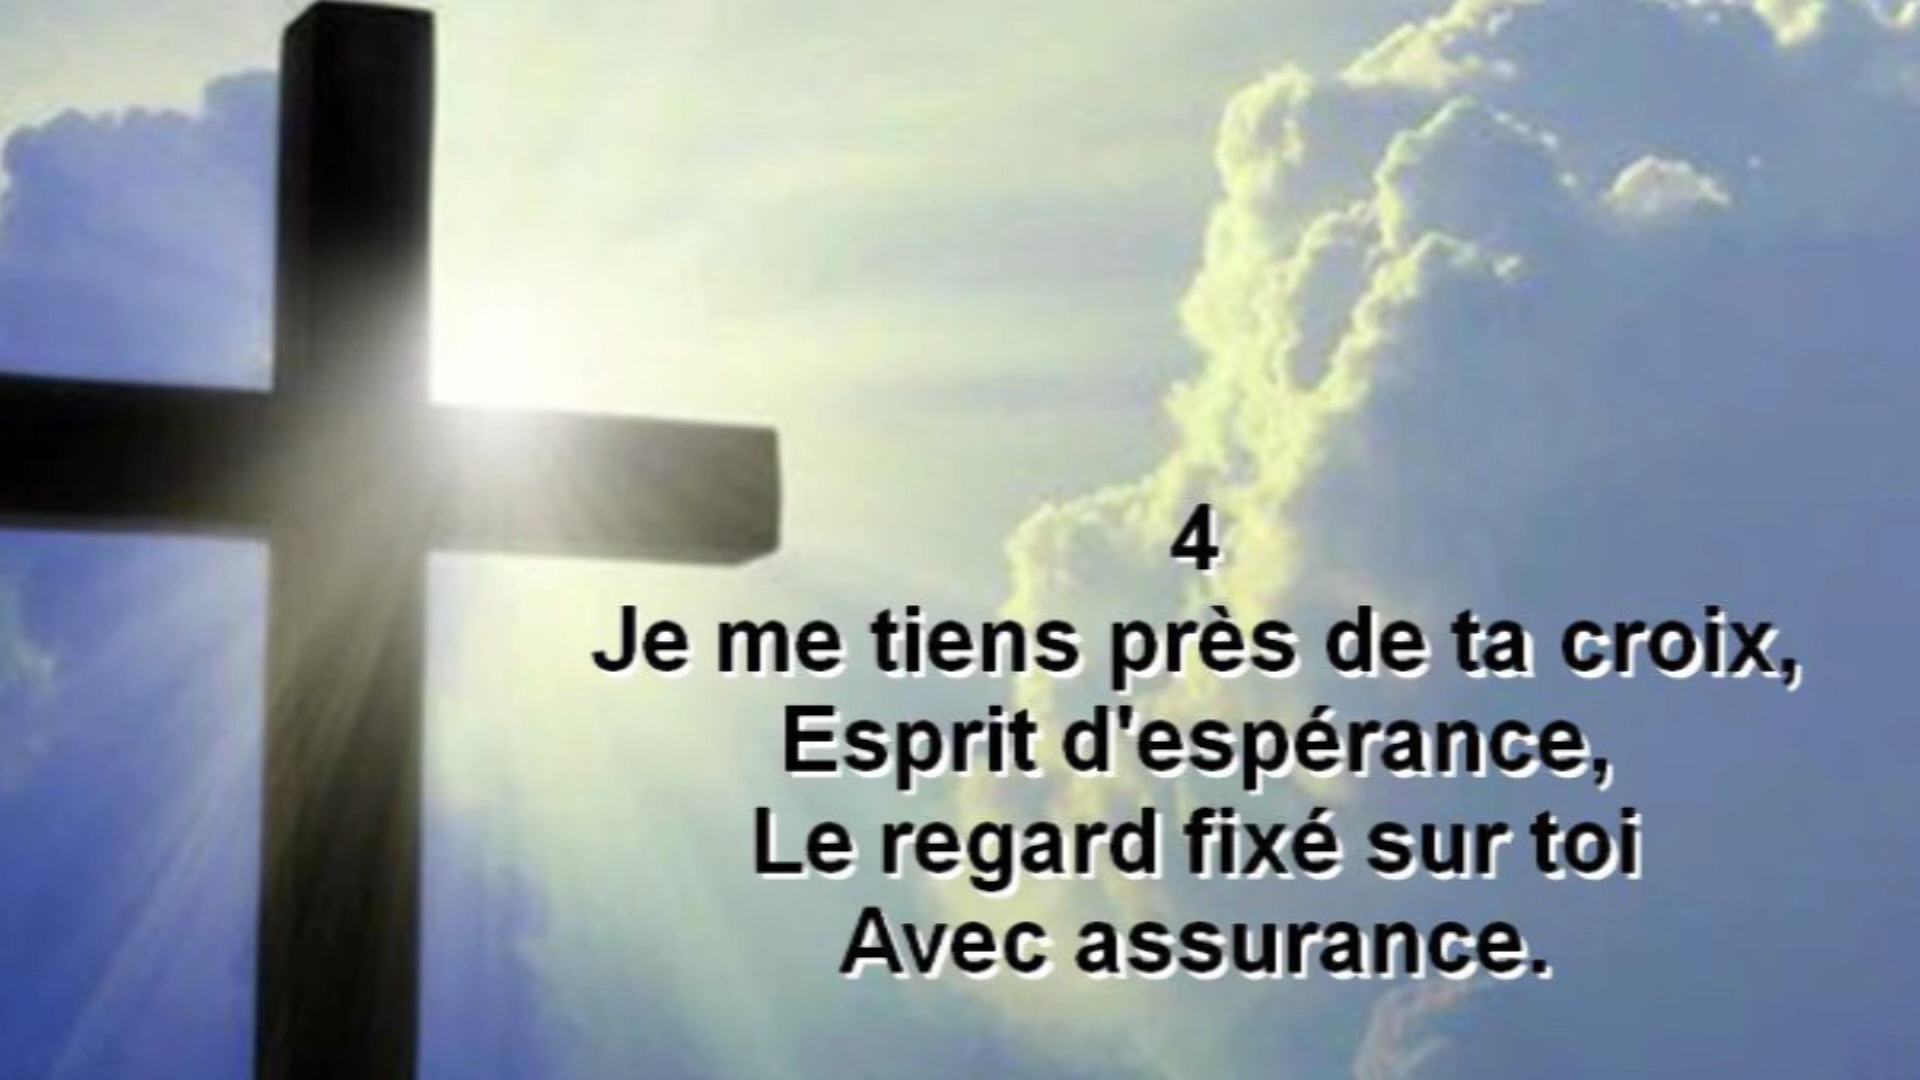 4
Je me tiens près de ta croix,
Esprit d'espérance,
Le regard fixé sur toi
Avec assurance.